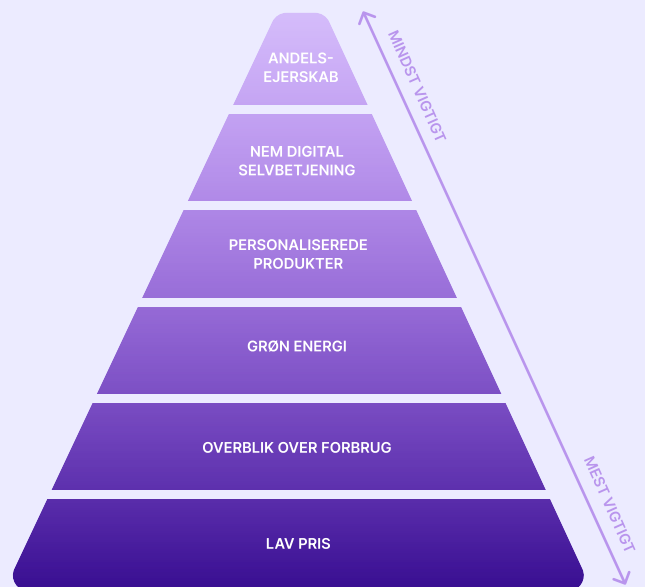 ANDELS-
EJERSKAB
MINDST VIGTIGT
NEM DIGITAL
SELVBETJENING
PERSONALISEREDE
PRODUKTER
GRØN ENERGI
OVERBLIK OVER FORBRUG
MEST VIGTIGT
LAV PRIS